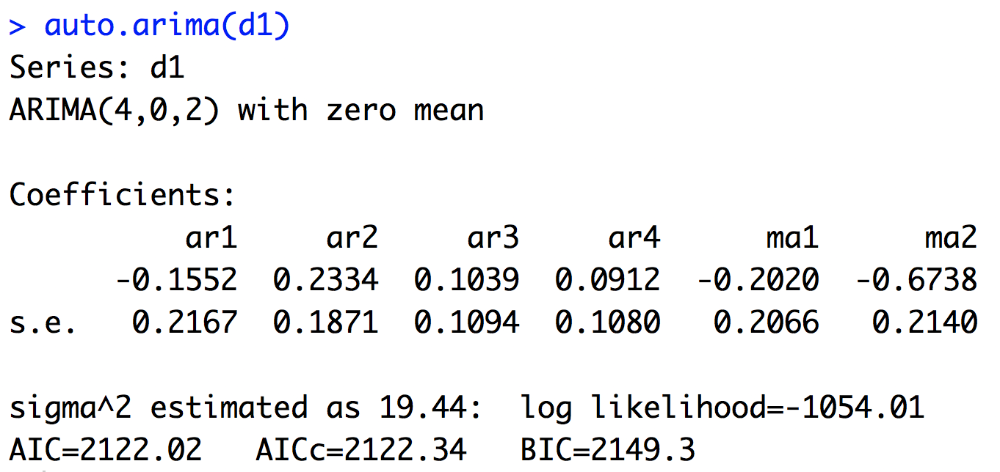 > auto.arima(d1)
Series: d1
ARIMA(4,0,2) with zero mean
Coefficients:
ar1 ar2 ar3 ar4 ma1 ma2
-0.1552 0.2334 0.1039 0.0912 -0.2020 -0.6738
s.e. 0.2167 0.1871 0.1094 0.1080 0.2066 0.2140
sigma^2 estimated as 19.44: log likelihood=-1054.01
AIC=2122.02 AICc=2122.34 BIC=2149.3